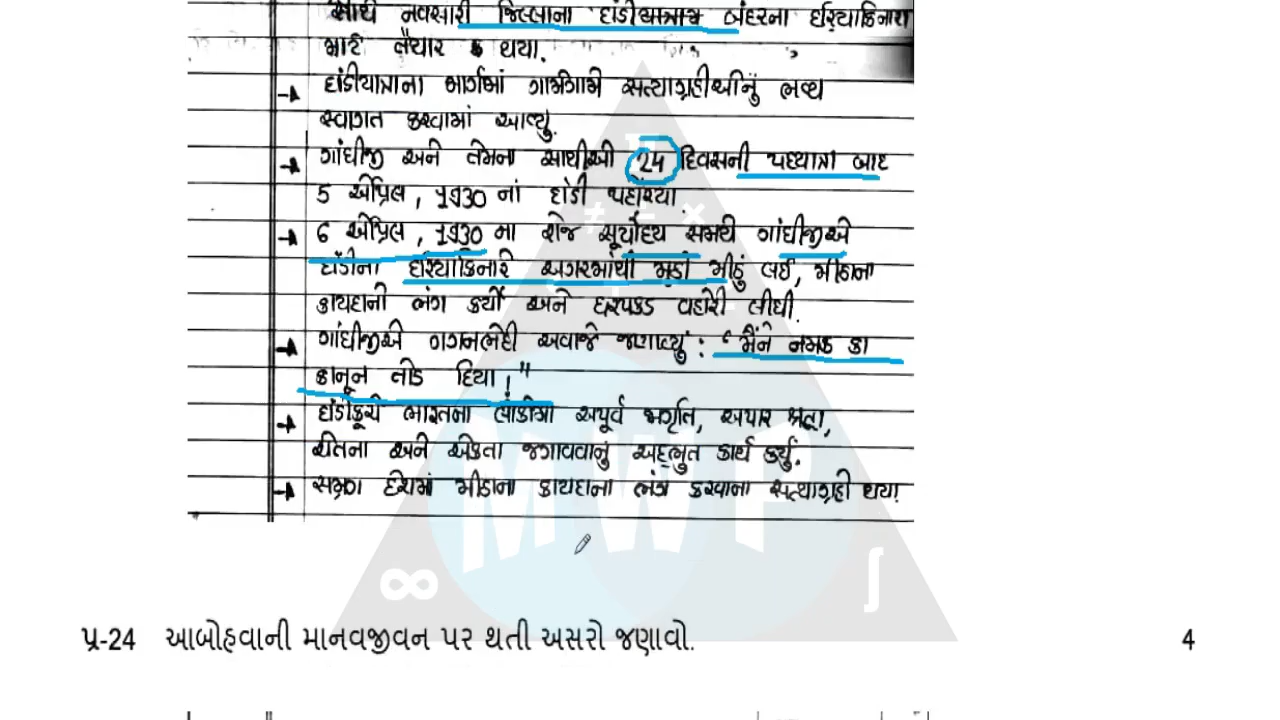 સાથે નવસારી જિલ્લાના દાંડી બંદરના દરિયાકિનારા
માટે તૈયાર થયા.
→ દાંડીયાત્રાના માર્ગમાં ગામેગામે સત્યાગ્રહીઓનું ભવ્ય
સ્વાગત કરવામાં આવ્યું.
→ ગાંધીજી અને તેમના સાથીઓ 24 દિવસની પદયાત્રા બાદ
5 એપ્રિલ, 1930 નાં દાંડી પહોંચ્યા
→ 6 એપ્રિલ, 1930 ના રોજ સૂર્યોદય સમયે ગાંધીજીએ
દાંડીના દરિયાકિનારે અગરમાંથી મુઠ્ઠી મીઠું લઈ, મીઠાના
કાયદાનો ભંગ કર્યો અને ધરપકડ વહોરી લીધી.
→ ગાંધીજીએ ગગનભેદી અવાજે જણાવ્યું : "મૈંને નમક કા
કાનૂન તોડ દિયા।"
→ દાંડીકૂચે ભારતના લોકોમાં અપૂર્વ જાગૃતિ, અપાર શ્રદ્ધા,
ચેતના અને એકતા જગાવવાનું અદ્ભુત કાર્ય કર્યું.
→ સમગ્ર દેશમાં મીઠાના કાયદાના ભંગ કરવાના સત્યાગ્રહો થયા.
MWP
પ્ર-24 આબોહવાની માનવજીવન પર થતી અસરો જણાવો. 4